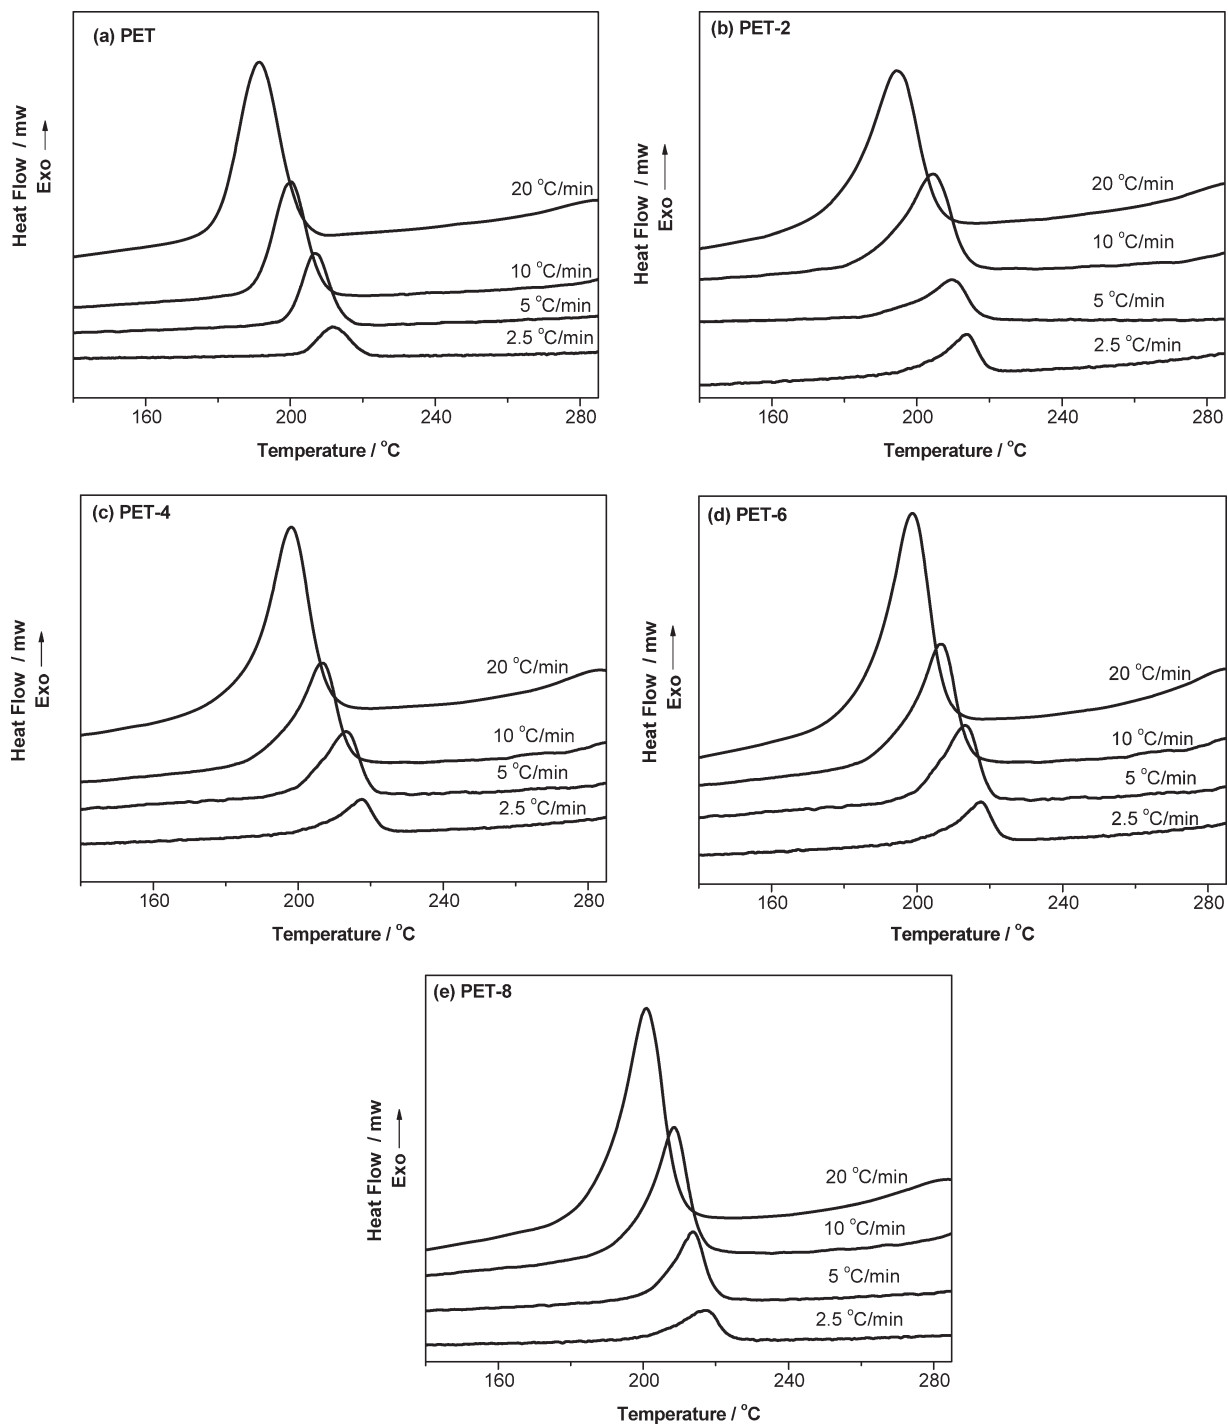 (a) PET
20 °C/min
10 °C/min
5 °C/min
2.5 °C/min
Heat Flow / mw
Exo →
160 200 240 280
Temperature / °C
(b) PET-2
20 °C/min
10 °C/min
5 °C/min
2.5 °C/min
Heat Flow / mw
Exo →
160 200 240 280
Temperature / °C
(c) PET-4
20 °C/min
10 °C/min
5 °C/min
2.5 °C/min
Heat Flow / mw
Exo →
160 200 240 280
Temperature / °C
(d) PET-6
20 °C/min
10 °C/min
5 °C/min
2.5 °C/min
Heat Flow / mw
Exo →
160 200 240 280
Temperature / °C
(e) PET-8
20 °C/min
10 °C/min
5 °C/min
2.5 °C/min
Heat Flow / mw
Exo →
160 200 240 280
Temperature / °C